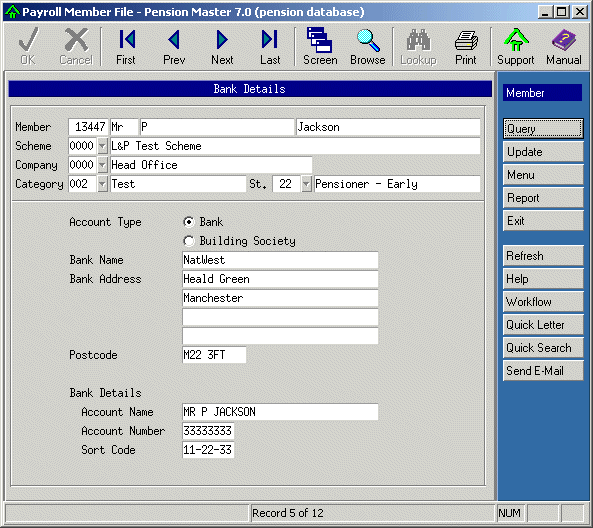 Payroll Member File - Pension Master 7.0 (pension database)
OK Cancel First Prev Next Last Screen Browse Lookup Print Support Manual
Bank Details
Member 13447 Mr P Jackson
Scheme 0000 L&P Test Scheme
Company 0000 Head Office
Category 002 Test St. 22 Pensioner - Early
Account Type Bank
Building Society
Bank Name NatWest
Bank Address Heald Green
Manchester
Postcode M22 3FT
Bank Details
Account Name MR P JACKSON
Account Number 33333333
Sort Code 11-22-33
Member
Query
Update
Menu
Report
Exit
Refresh
Help
Workflow
Quick Letter
Quick Search
Send E-Mail
Record 5 of 12 NUM